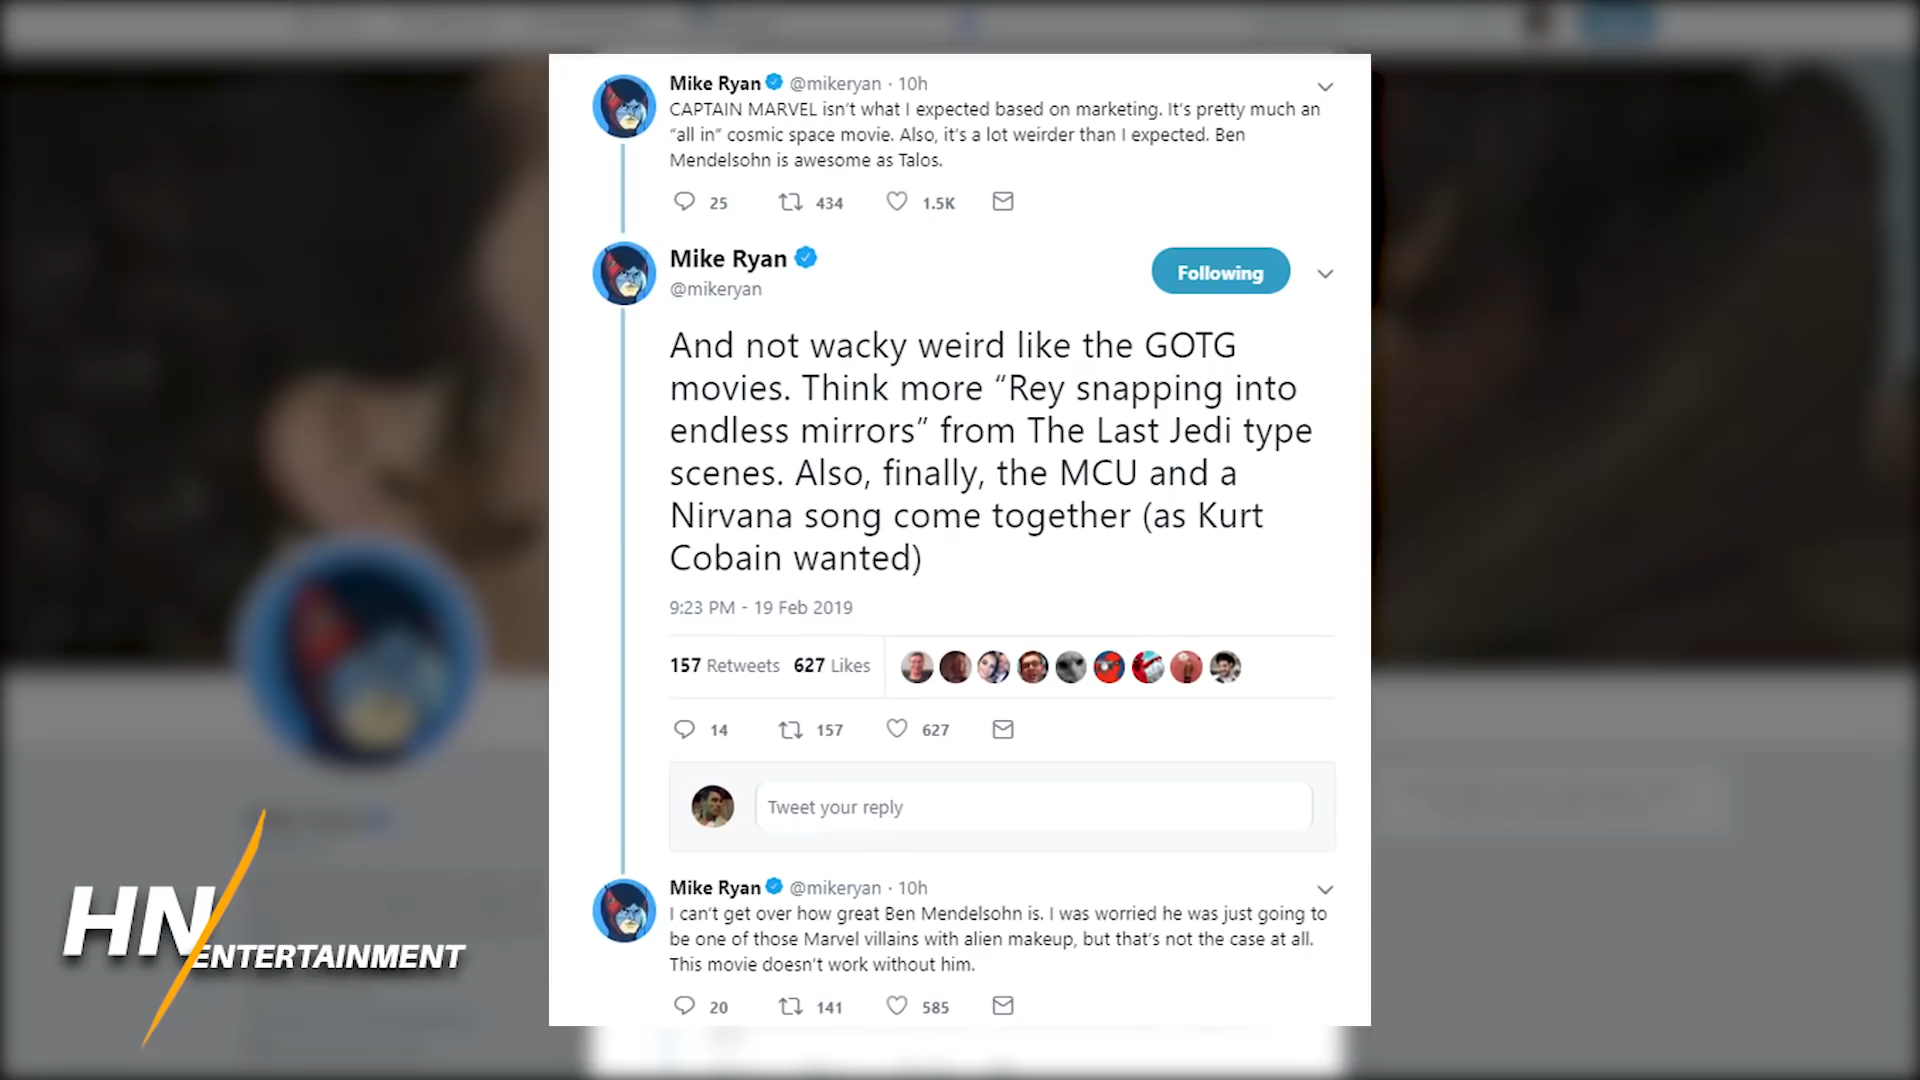 Mike Ryan @mikeryan · 10h
CAPTAIN MARVEL isn't what I expected based on marketing. It's pretty much an
“all in” cosmic space movie. Also, it's a lot weirder than I expected. Ben
Mendelsohn is awesome as Talos.
25 434 1.5K
Mike Ryan
Following
@mikeryan
And not wacky weird like the GOTG
movies. Think more “Rey snapping into
endless mirrors” from The Last Jedi type
scenes. Also, finally, the MCU and a
Nirvana song come together (as Kurt
Cobain wanted)
9:23 PM - 19 Feb 2019
157 Retweets 627 Likes
14 157 627
Tweet your reply
Mike Ryan @mikeryan · 10h
I can't get over how great Ben Mendelsohn is. I was worried he was just going to
be one of those Marvel villains with alien makeup, but that's not the case at all.
This movie doesn't work without him.
20 141 585
HN
ENTERTAINMENT